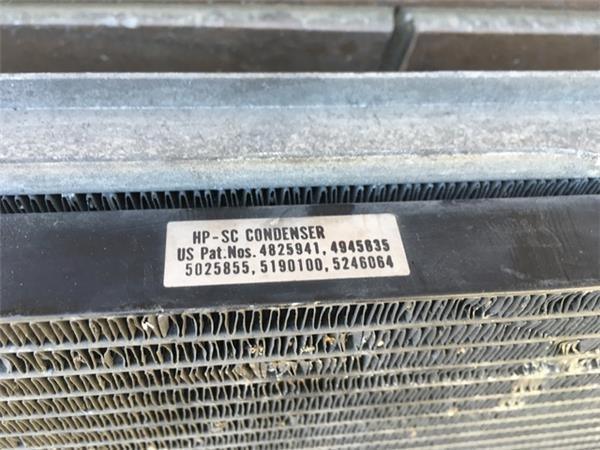 HP-SC CONDENSER
US Pat.Nos. 4825941, 4945635
5025855, 5190100, 5246064